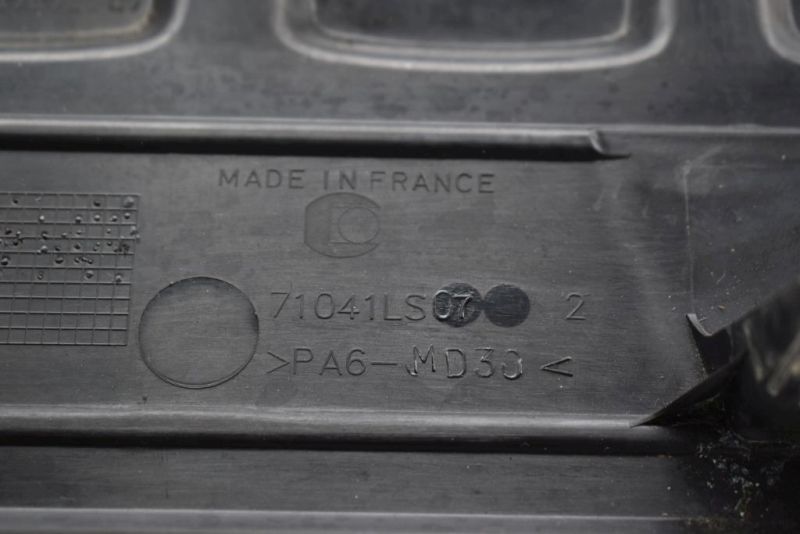 MADE IN FRANCE
71041LS07 2
>PA6-MD30<